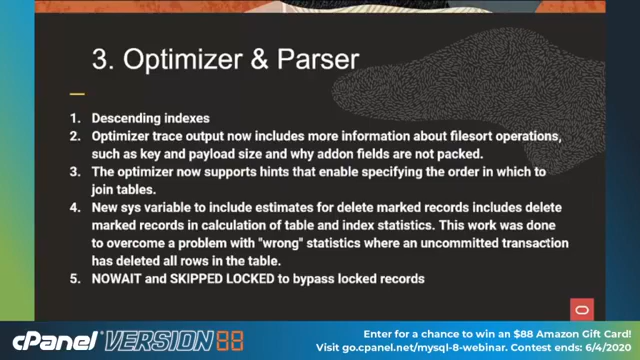 3. Optimizer & Parser
1. Descending indexes
2. Optimizer trace output now includes more information about filesort operations,
such as key and payload size and why addon fields are not packed.
3. The optimizer now supports hints that enable specifying the order in which to
join tables.
4. New sys variable to include estimates for delete marked records includes delete
marked records in calculation of table and index statistics. This work was done
to overcome a problem with "wrong" statistics where an uncommitted transaction
has deleted all rows in the table.
5. NOWAIT and SKIPPED LOCKED to bypass locked records
cPanel VERSION 88
Enter for a chance to win an $88 Amazon Gift Card!
Visit go.cpanel.net/mysql-8-webinar. Contest ends: 6/4/2020